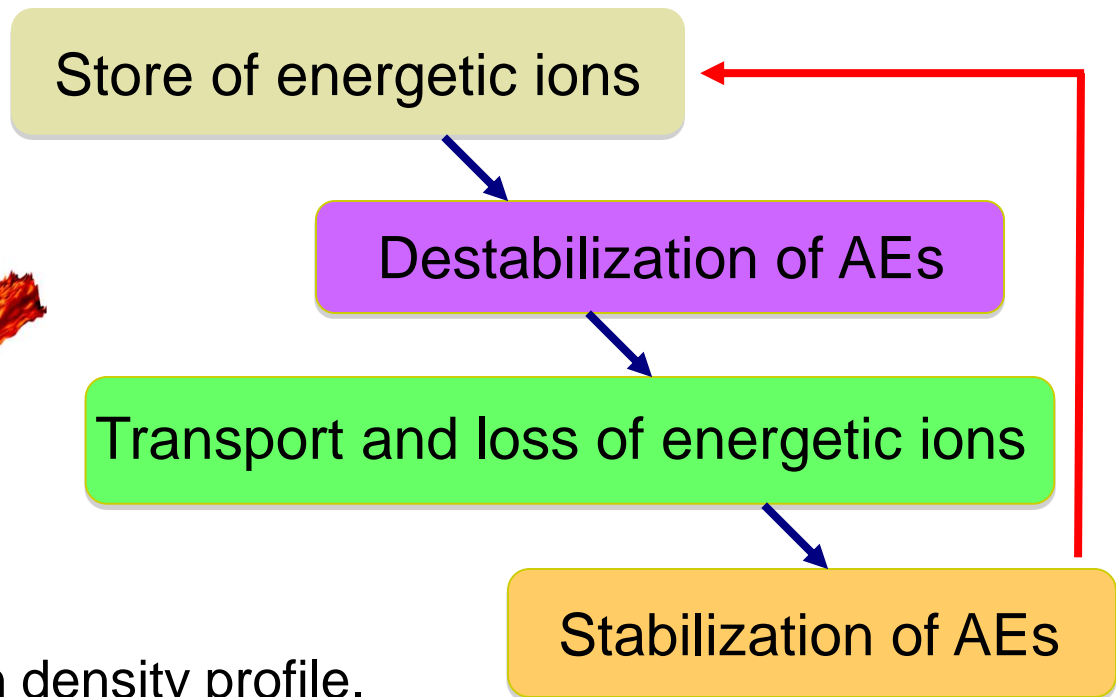 Store of energetic ions
Destabilization of AEs
Transport and loss of energetic ions
Stabilization of AEs
density profile.